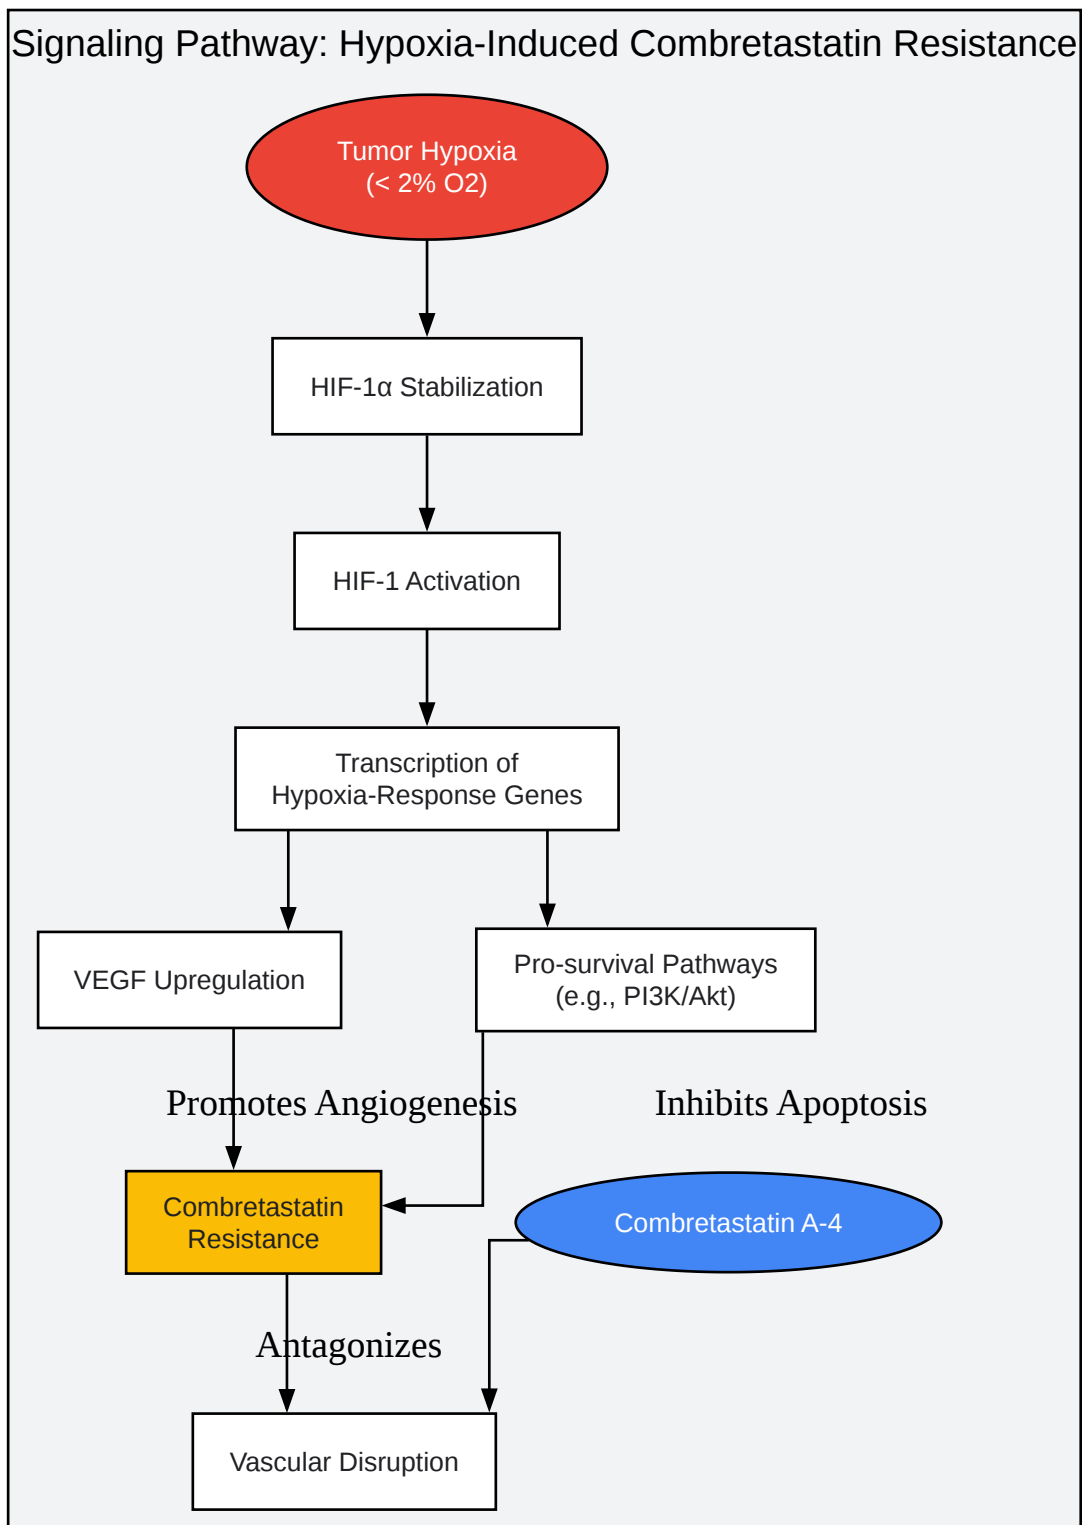 Signaling Pathway: Hypoxia-Induced Combretastatin Resistance
Tumor Hypoxia
(< 2% O2)
HIF-1α Stabilization
HIF-1 Activation
Transcription of
Hypoxia-Response Genes
VEGF Upregulation
Pro-survival Pathways
(e.g., PI3K/Akt)
Promotes Angiogenesis
Inhibits Apoptosis
Combretastatin
Resistance
Combretastatin A-4
Antagonizes
Vascular Disruption